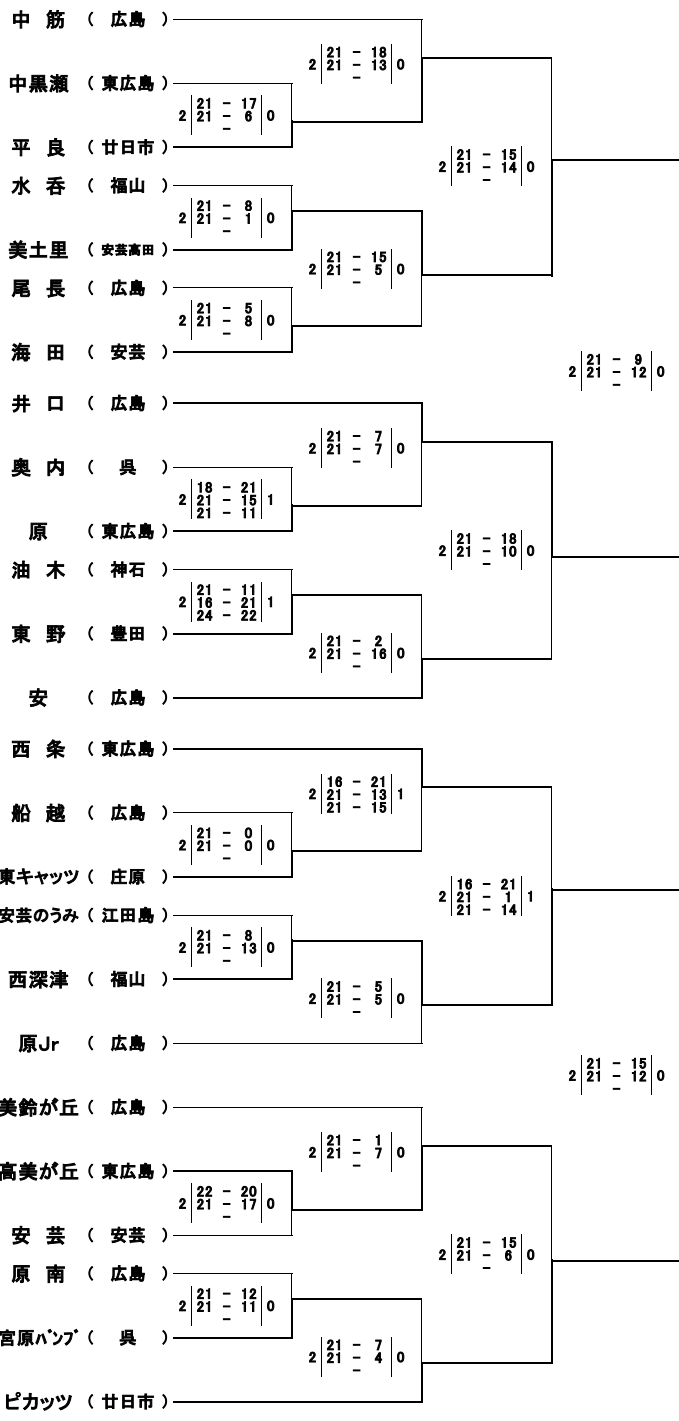 中 筋 ( 広島 )
21 - 18
2 21 - 13 0
-
中黒瀬 ( 東広島 )
21 - 17
2 21 - 6 0
-
平 良 ( 廿日市 )
21 - 15
2 21 - 14 0
-
水 呑 ( 福山 )
21 - 8
2 21 - 1 0
-
美土里 ( 安芸高田 )
21 - 15
2 21 - 5 0
-
尾 長 ( 広島 )
21 - 5
2 21 - 8 0
-
海 田 ( 安芸 )
21 - 9
2 21 - 12 0
-
井 口 ( 広島 )
21 - 7
2 21 - 7 0
-
奥 内 ( 呉 )
18 - 21
2 21 - 15 1
21 - 11
原 ( 東広島 )
21 - 18
2 21 - 10 0
-
油 木 ( 神石 )
21 - 11
2 16 - 21 1
24 - 22
東 野 ( 豊田 )
21 - 2
2 21 - 16 0
-
安 ( 広島 )
西 条 ( 東広島 )
16 - 21
2 21 - 13 1
21 - 15
船 越 ( 広島 )
21 - 0
2 21 - 0 0
-
東キャッツ ( 庄原 )
16 - 21
2 21 - 1 1
21 - 14
安芸のうみ ( 江田島 )
21 - 8
2 21 - 13 0
-
西深津 ( 福山 )
21 - 5
2 21 - 5 0
-
原Jr ( 広島 )
21 - 15
2 21 - 12 0
-
美鈴が丘 ( 広島 )
21 - 1
2 21 - 7 0
-
高美が丘 ( 東広島 )
22 - 20
2 21 - 17 0
-
安 芸 ( 安芸 )
21 - 15
2 21 - 6 0
-
原 南 ( 広島 )
21 - 12
2 21 - 11 0
-
宮原ﾊﾞﾝﾌﾞ ( 呉 )
21 - 7
2 21 - 4 0
-
ピカッツ ( 廿日市 )